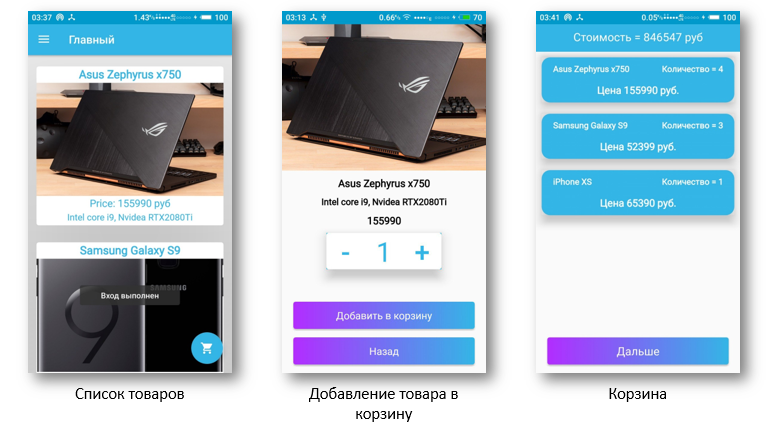 03:37 1.43 100
Главный
Asus Zephyrus x750
Price: 155990 руб
Intel core i9, Nvidea RTX2080Ti
Samsung Galaxy S9
SAMSUNG
Вход выполнен
Список товаров
03:13 0.66 70
Asus Zephyrus x750
Intel core i9, Nvidea RTX2080Ti
155990
- 1 +
Добавить в корзину
Назад
Добавление товара в
корзину
03:41 0.05 100
Стоимость = 846547 руб
Asus Zephyrus x750 Количество = 4
Цена 155990 руб.
Samsung Galaxy S9 Количество = 3
Цена 52399 руб.
iPhone XS Количество = 1
Цена 65390 руб.
Дальше
Корзина